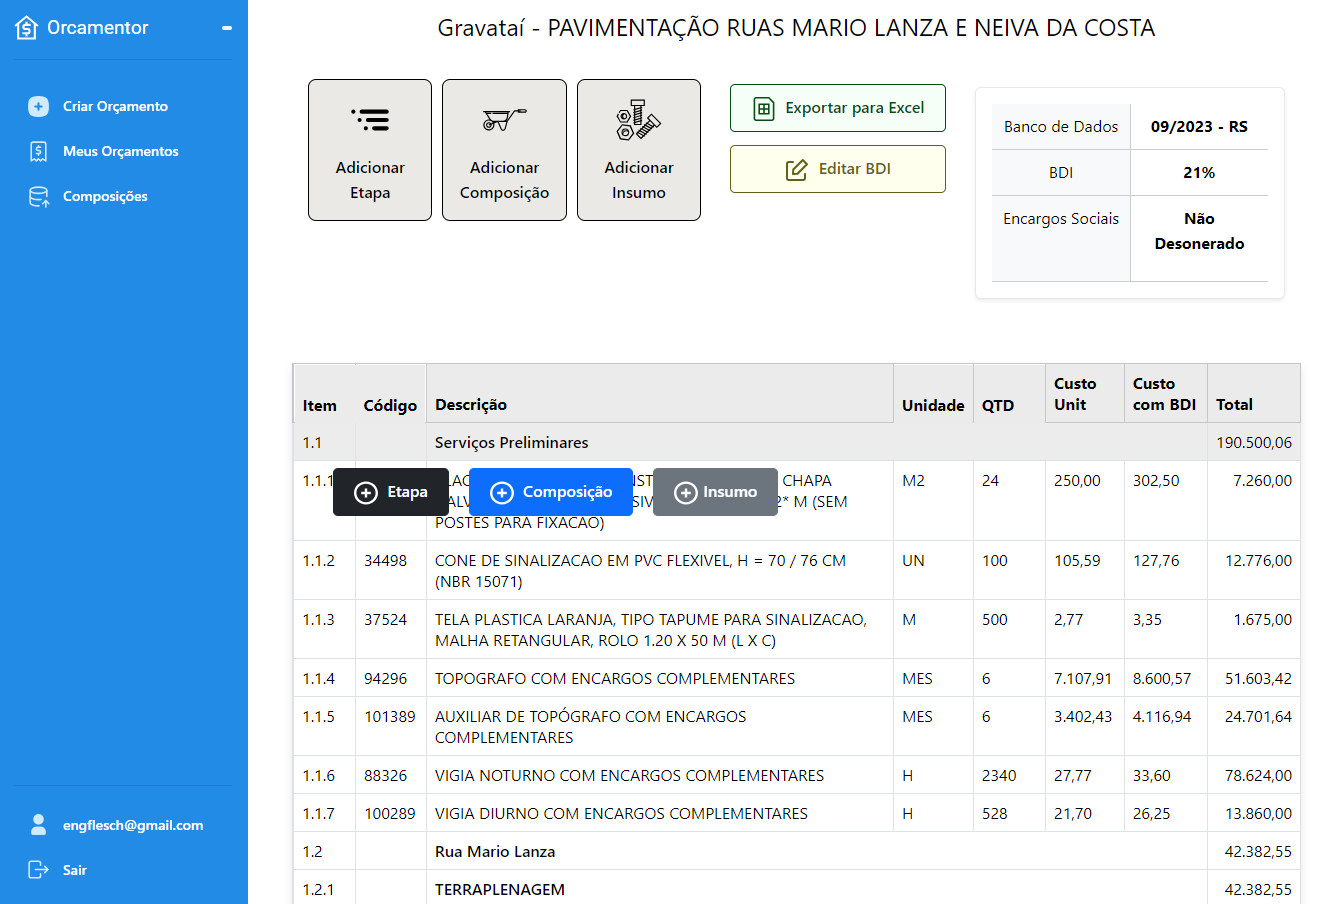 Orcamentor
Criar Orçamento
Meus Orçamentos
Composições
engflesch@gmail.com
Sair
Gravataí - PAVIMENTAÇÃO RUAS MARIO LANZA E NEIVA DA COSTA
Adicionar
Etapa
Adicionar
Composição
Adicionar
Insumo
Exportar para Excel
Editar BDI
Banco de Dados 09/2023 - RS
BDI 21%
Encargos Sociais Não
Desonerado
Item Código Descrição Unidade QTD Custo Unit Custo com BDI Total
1.1 Serviços Preliminares 190.500,06
1.1.1 CHAPA M2 24 250,00 302,50 7.260,00
M (SEM
POSTES PARA FIXACAO)
Etapa Composição Insumo
1.1.2 34498 CONE DE SINALIZACAO EM PVC FLEXIVEL, H = 70 / 76 CM UN 100 105,59 127,76 12.776,00
(NBR 15071)
1.1.3 37524 TELA PLASTICA LARANJA, TIPO TAPUME PARA SINALIZACAO, M 500 2,77 3,35 1.675,00
MALHA RETANGULAR, ROLO 1.20 X 50 M (L X C)
1.1.4 94296 TOPOGRAFO COM ENCARGOS COMPLEMENTARES MES 6 7.107,91 8.600,57 51.603,42
1.1.5 101389 AUXILIAR DE TOPÓGRAFO COM ENCARGOS MES 6 3.402,43 4.116,94 24.701,64
COMPLEMENTARES
1.1.6 88326 VIGIA NOTURNO COM ENCARGOS COMPLEMENTARES H 2340 27,77 33,60 78.624,00
1.1.7 100289 VIGIA DIURNO COM ENCARGOS COMPLEMENTARES H 528 21,70 26,25 13.860,00
1.2 Rua Mario Lanza 42.382,55
1.2.1 TERRAPLENAGEM 42.382,55